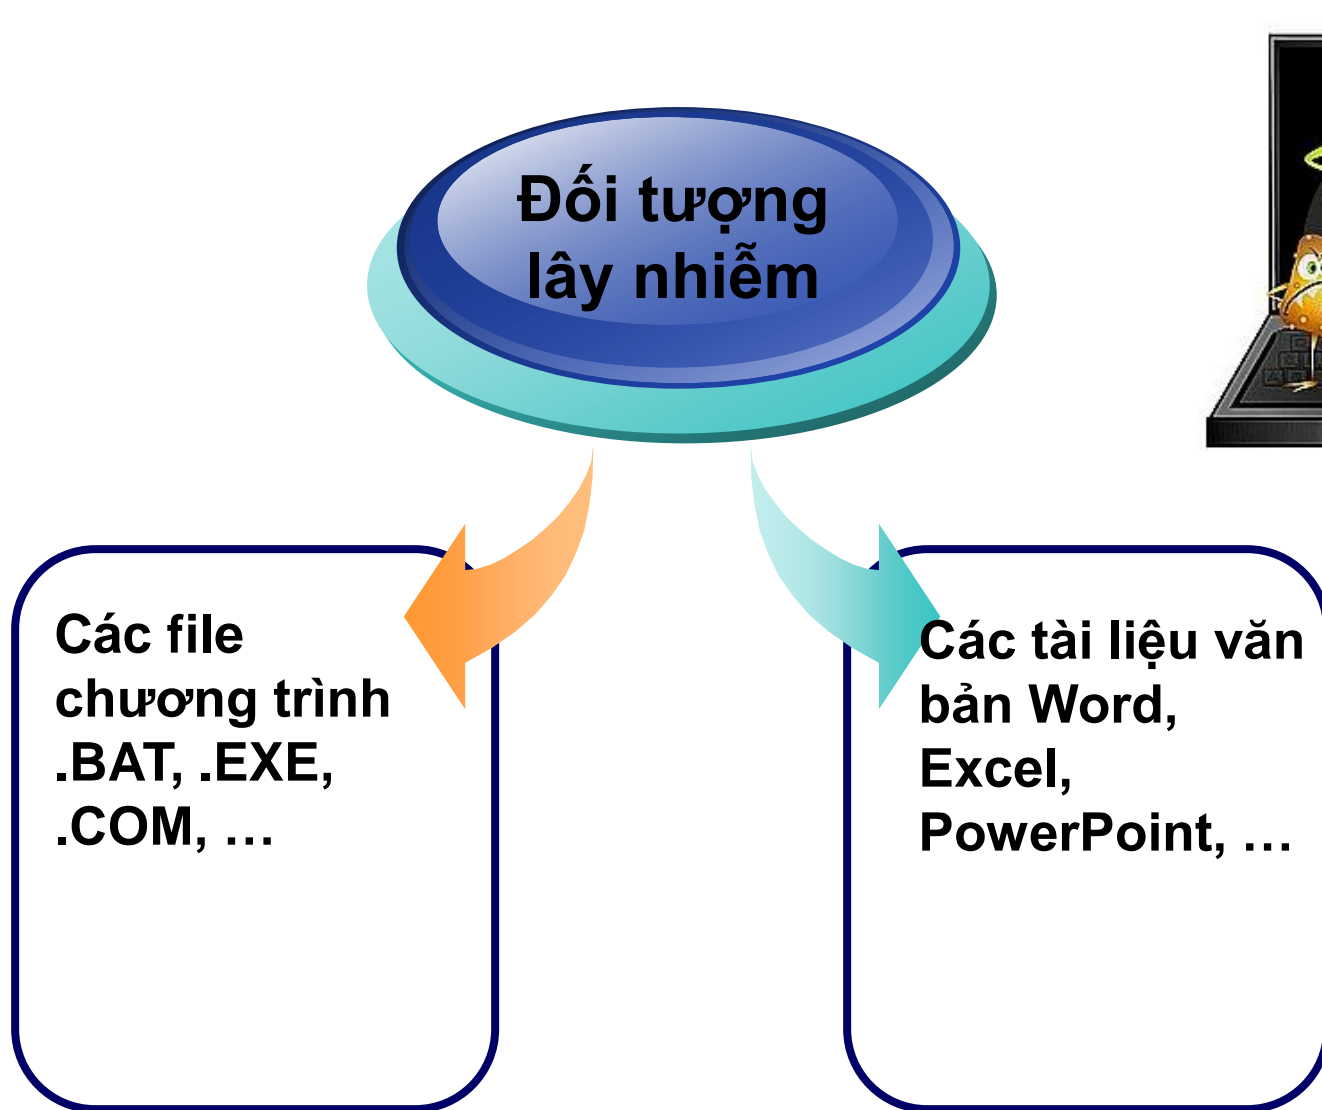 Đối tượng
lây nhiễm
Các file
chương trình
.BAT, .EXE,
.COM, …
Các tài liệu văn
bản Word,
Excel,
PowerPoint, …